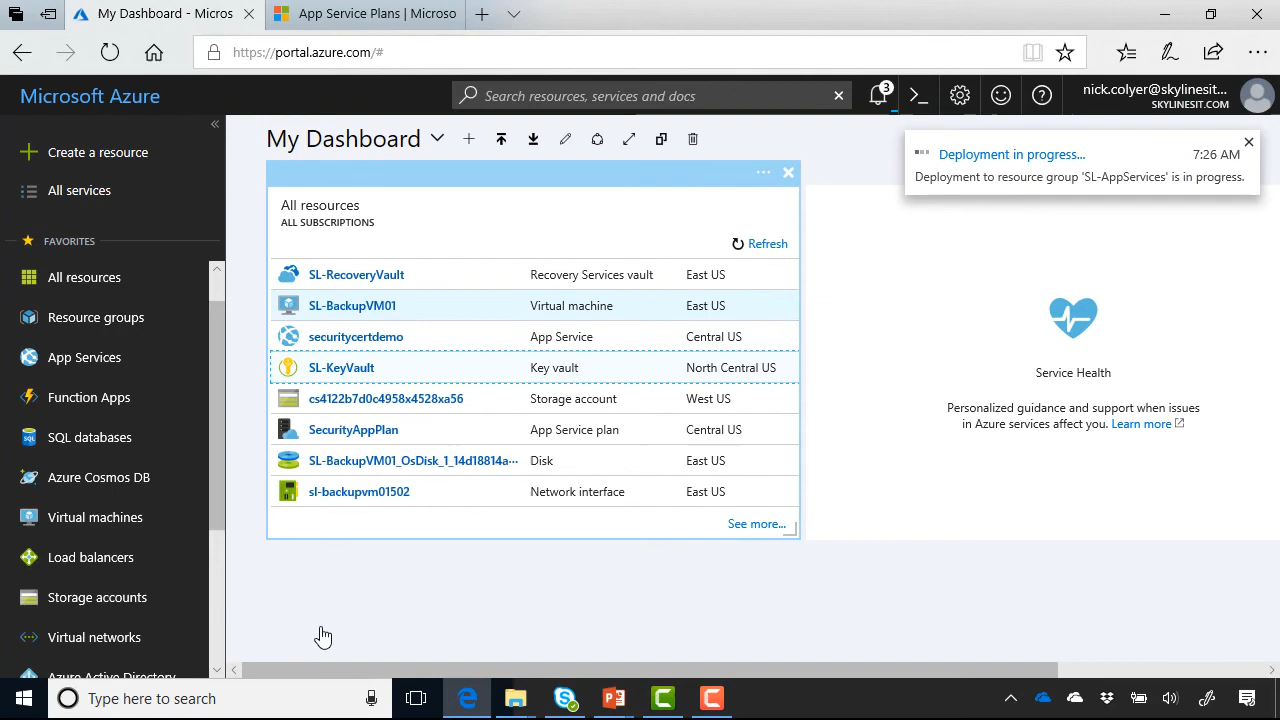 My Dashboard - Micros
App Service Plans | Microso
https://portal.azure.com/#
Microsoft Azure
Search resources, services and docs
3
nick.colyer@skylinesit...
SKYLINESIT.COM
Create a resource
All services
FAVORITES
All resources
Resource groups
App Services
Function Apps
SQL databases
Azure Cosmos DB
Virtual machines
Load balancers
Storage accounts
Virtual networks
Azure Active Directory
My Dashboard
Deployment in progress... 7:26 AM
Deployment to resource group 'SL-AppServices' is in progress.
All resources
ALL SUBSCRIPTIONS
Refresh
SL-RecoveryVault Recovery Services vault East US
SL-BackupVM01 Virtual machine East US
securitycertdemo App Service Central US
SL-KeyVault Key vault North Central US
cs4122b7d0c4958x4528xa56 Storage account West US
SecurityAppPlan App Service plan Central US
SL-BackupVM01_OsDisk_1_14d18814a··· Disk East US
sl-backupvm01502 Network interface East US
See more...
Service Health
Personalized guidance and support when issues
in Azure services affect you. Learn more
Type here to search